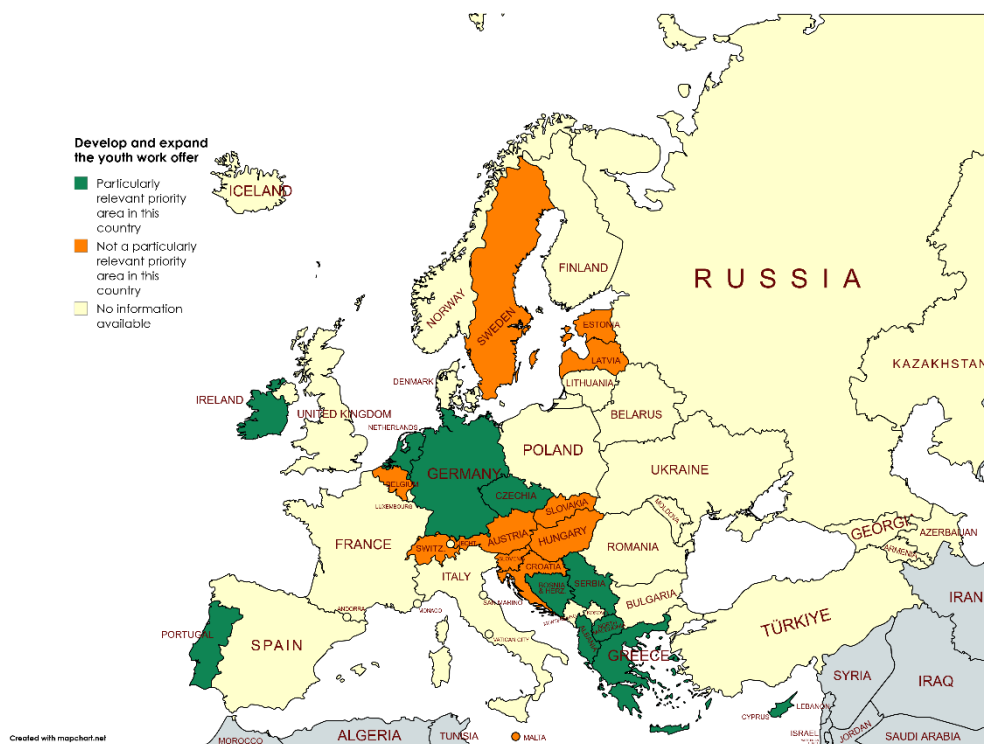 Develop and expand
the youth work offer
Particularly
relevant priority
area in this
country
Not a particularly
relevant priority
area in this
country
No information
available
ICELAND
RUSSIA
FINLAND
NORWAY
SWEDEN
ESTONIA
LATVIA
KAZAKHSTAN
DENMARK
LITHUANIA
IRELAND
UNITED KINGDOM
BELARUS
NETHERLANDS
POLAND
GERMANY
UKRAINE
BELGIUM
CZECHIA
LUXEMBOURG
SLOVAKIA
MOLDOVA
AUSTRIA
HUNGARY
FRANCE
SWITZ.
ROMANIA
GEORGI
AZERBAIJAN
CROATIA
ARMENIA
ITALY
BOSNIA
& HERZ.
SERBIA
SAN MARINO
BULGARIA
IRAN
ANDORRA
MONACO
PORTUGAL
SPAIN
VATICAN CITY
ALBANIA
TÜRKIYE
GREECE
SYRIA
IRAQ
CYPRUS
LEBANON
ISRAEL
JORDAN
SAUDI ARABIA
MOROCCO
ALGERIA
TUNISIA
MALTA
Created with mapchart.net